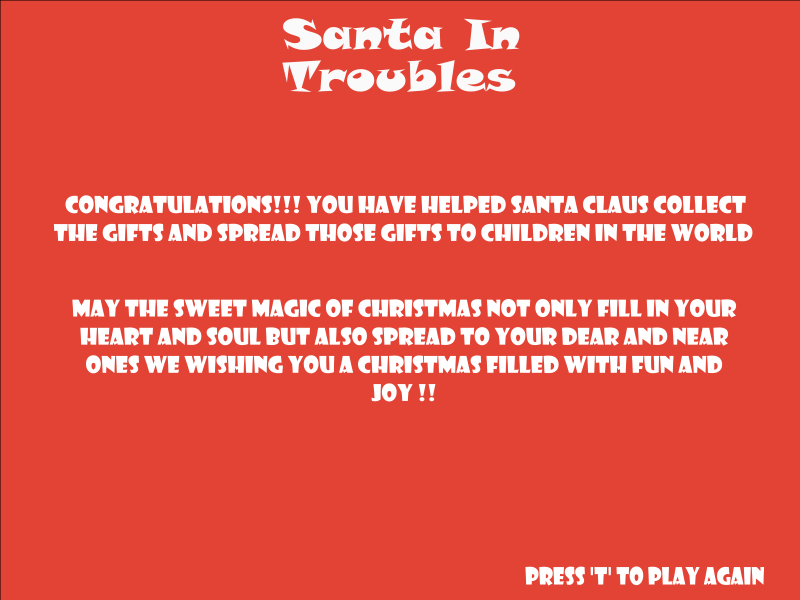 Santa In
Troubles
CONGRATULATIONS!!! YOU HAVE HELPED SANTA CLAUS COLLECT
THE GIFTS AND SPREAD THOSE GIFTS TO CHILDREN IN THE WORLD
MAY THE SWEET MAGIC OF CHRISTMAS NOT ONLY FILL IN YOUR
HEART AND SOUL BUT ALSO SPREAD TO YOUR DEAR AND NEAR
ONES WE WISHING YOU A CHRISTMAS FILLED WITH FUN AND
JOY !!
PRESS 'T' TO PLAY AGAIN